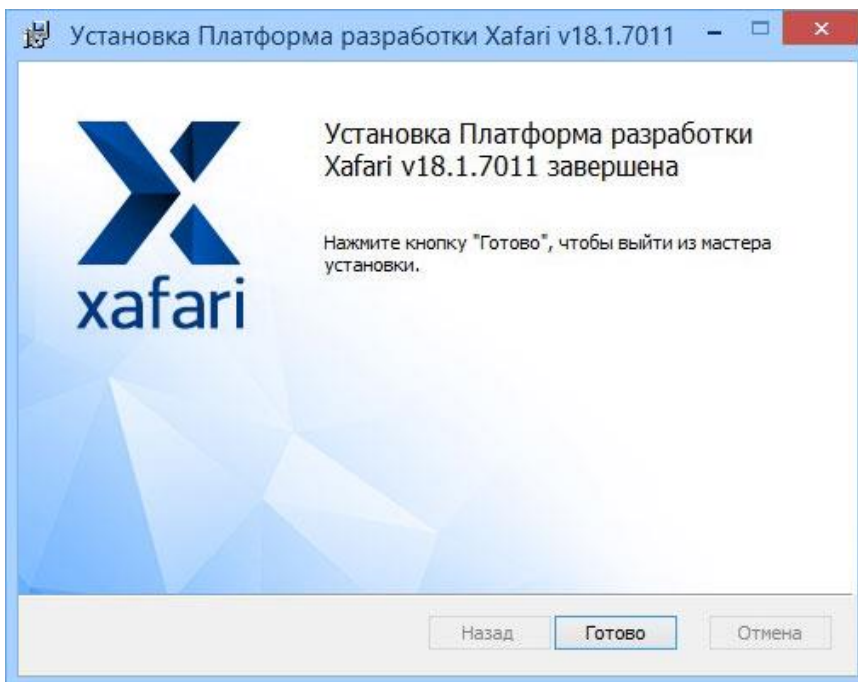 Установка Платформа разработки Xafari v18.1.7011
xafari
Установка Платформа разработки
Xafari v18.1.7011 завершена
Нажмите кнопку "Готово", чтобы выйти из мастера
установки.
Назад
Готово
Отмена